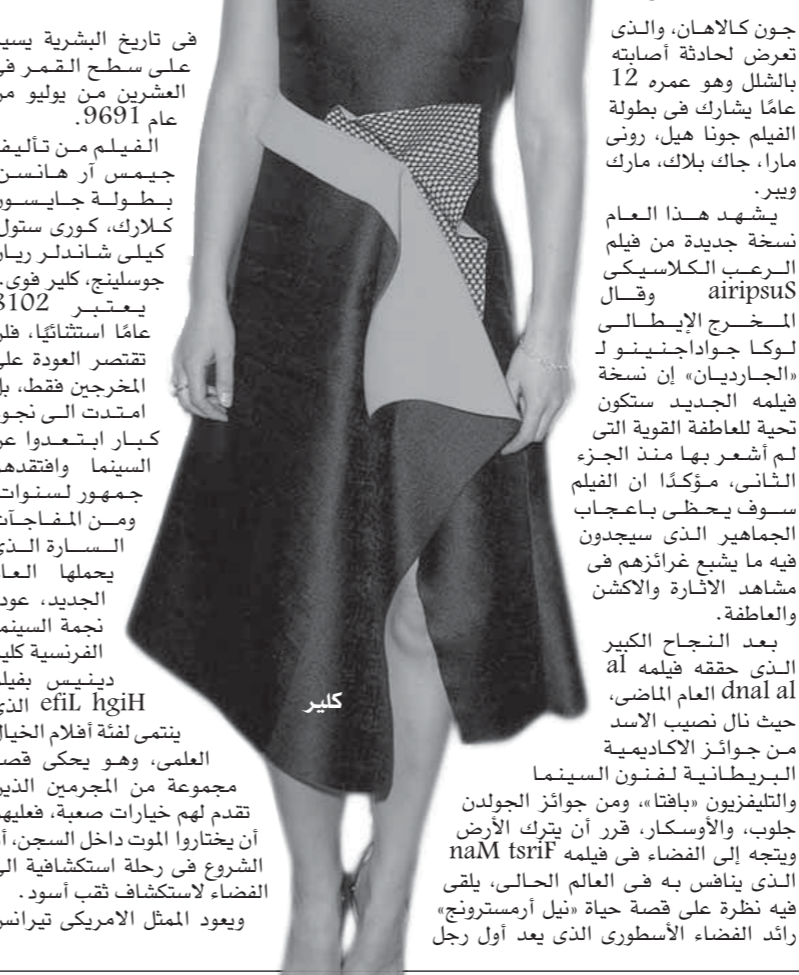 جون كالاهان، والذى
تعرض لحادثة أصابته
بالشلل وهو عمره 12
عامًا يشارك فى بطولة
الفيلم جونا هيل، رونى
مارا، جاك بلاك، مارك
ويبر.
يشهد هذا العام
نسخة جديدة من فيلم
الرعب الكلاسيكى
airipsuS وقال
المخرج الإيطالى
لوكا جواداجنينو لـ
«الجارديان» إن نسخة
فيلمه الجديد ستكون
تحية للعاطفة القوية التى
لم أشعر بها منذ الجزء
الثانى، مؤكدًا ان الفيلم
سوف يحظى باعجاب
الجماهير الذى سيجدون
فيه ما يشبع غرائزهم فى
مشاهد الاثارة والاكشن
والعاطفة.
بعد النجاح الكبير
الذى حققه فيلمه al
dnal al العام الماضى،
حيث نال نصيب الاسد
من جوائز الاكاديمية
البريطانية لفنون السينما
والتليفزيون «بافتا»، ومن جوائز الجولدن
جلوب، والأوسكار، قرر أن يترك الأرض
ويتجه إلى الفضاء فى فيلمه naM tsriF
الذى ينافس به فى العالم الحالى، يلقى
فيه نظرة على قصة حياة «نيل أرمسترونج»
رائد الفضاء الأسطورى الذى يعد أول رجل
فى تاريخ البشرية يسير
على سطح القمر فى
العشرين من يوليو من
عام 9691.
الفيلم من تأليف
جيمس آر هانسن
بطولة جايسون
كلارك، كورى ستول
كيلى شاندلر ريان
جوسلينج، كلير فوى.
يعتبر 8102
عامًا استثنائيًا، فلن
تقتصر العودة على
المخرجين فقط، بل
امتدت الى نجوم
كبار ابتعدوا عن
السينما وافتقدهم
جمهور لسنوات
ومن المفاجآت
السارة الذى
يحملها العام
الجديد، عودة
نجمة السينما
الفرنسية كلير
دينيس بفيلم
efiL hgiH الذى
ينتمى لفئة أفلام الخيال
العلمى، وهو يحكى قصة
مجموعة من المجرمين الذين
تقدم لهم خيارات صعبة، فعليهم
أن يختاروا الموت داخل السجن، أو
الشروع فى رحلة استكشافية الى
الفضاء لاستكشاف ثقب أسود.
ويعود الممثل الامريكى تيرانس
كلير